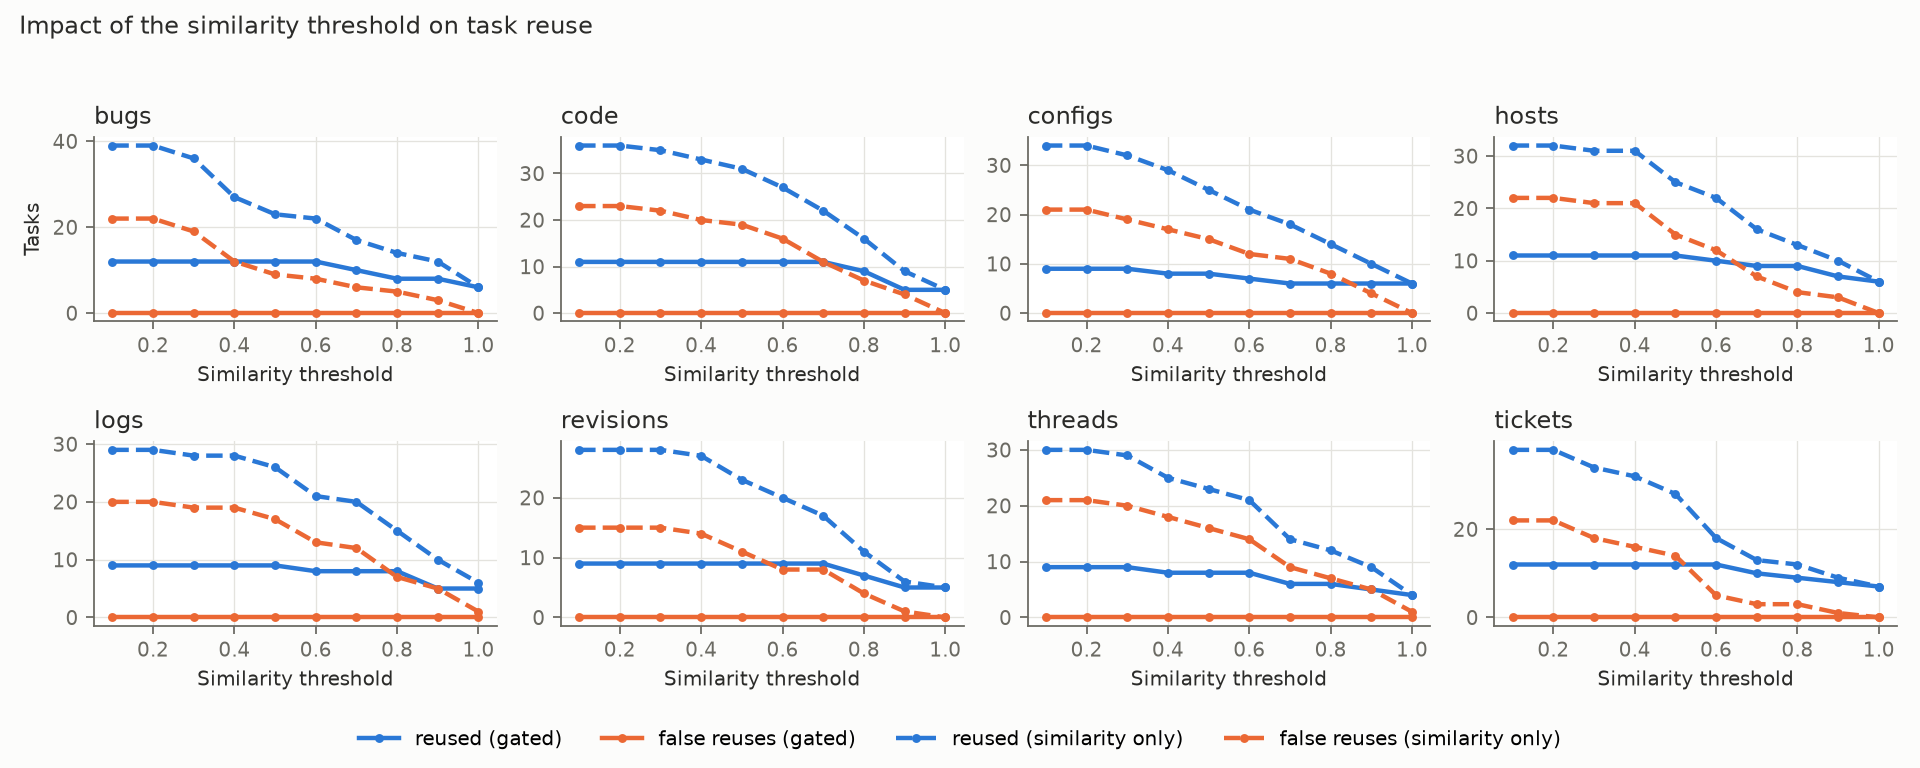 Impact of the similarity threshold on task reuse
bugs
code
configs
hosts
Tasks
40
20
0
30
20
10
0
30
20
10
0
30
20
10
0
0.2 0.4 0.6 0.8 1.0
0.2 0.4 0.6 0.8 1.0
0.2 0.4 0.6 0.8 1.0
0.2 0.4 0.6 0.8 1.0
Similarity threshold
Similarity threshold
Similarity threshold
Similarity threshold
logs
revisions
threads
tickets
30
20
10
0
20
10
0
30
20
10
0
20
0
0.2 0.4 0.6 0.8 1.0
0.2 0.4 0.6 0.8 1.0
0.2 0.4 0.6 0.8 1.0
0.2 0.4 0.6 0.8 1.0
Similarity threshold
Similarity threshold
Similarity threshold
Similarity threshold
reused (gated)
false reuses (gated)
reused (similarity only)
false reuses (similarity only)